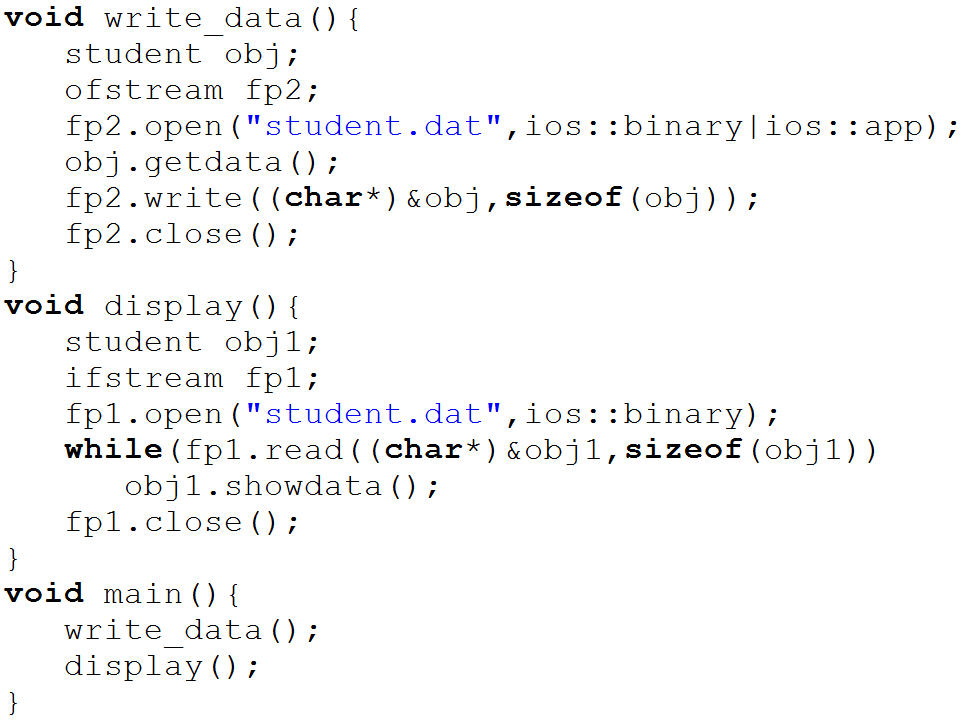 void write_data(){
student obj;
ofstream fp2;
fp2.open("student.dat",ios::binary|ios::app);
obj.getdata();
fp2.write((char*)&obj,sizeof(obj));
fp2.close();
}
void display(){
student obj1;
ifstream fp1;
fp1.open("student.dat",ios::binary);
while(fp1.read((char*)&obj1,sizeof(obj1))
obj1.showdata();
fp1.close();
}
void main(){
write_data();
display();
}